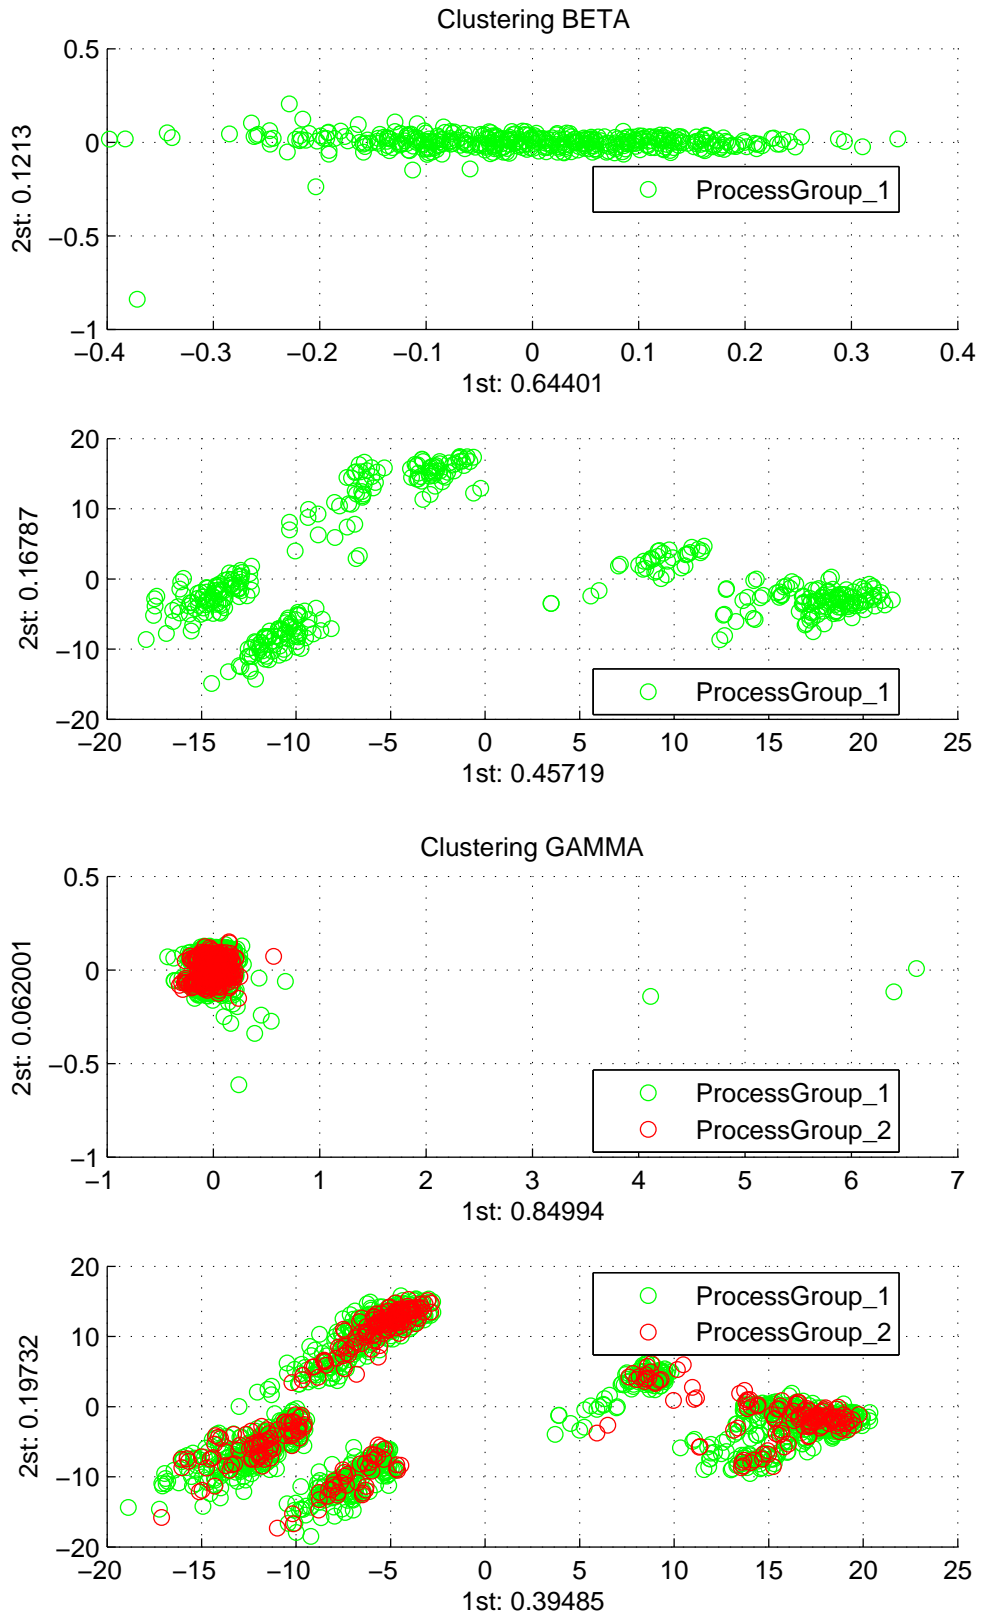 Clustering BETA
0.5
0
−0.5
−1
2st: 0.1213
ProcessGroup_1
−0.4 −0.3 −0.2 −0.1 0 0.1 0.2 0.3 0.4
1st: 0.64401
20
10
0
−10
−20
2st: 0.16787
ProcessGroup_1
−20 −15 −10 −5 0 5 10 15 20 25
1st: 0.45719
Clustering GAMMA
0.5
0
−0.5
−1
2st: 0.062001
ProcessGroup_1
ProcessGroup_2
−1 0 1 2 3 4 5 6 7
1st: 0.84994
20
10
0
−10
−20
2st: 0.19732
ProcessGroup_1
ProcessGroup_2
−20 −15 −10 −5 0 5 10 15 20 25
1st: 0.39485